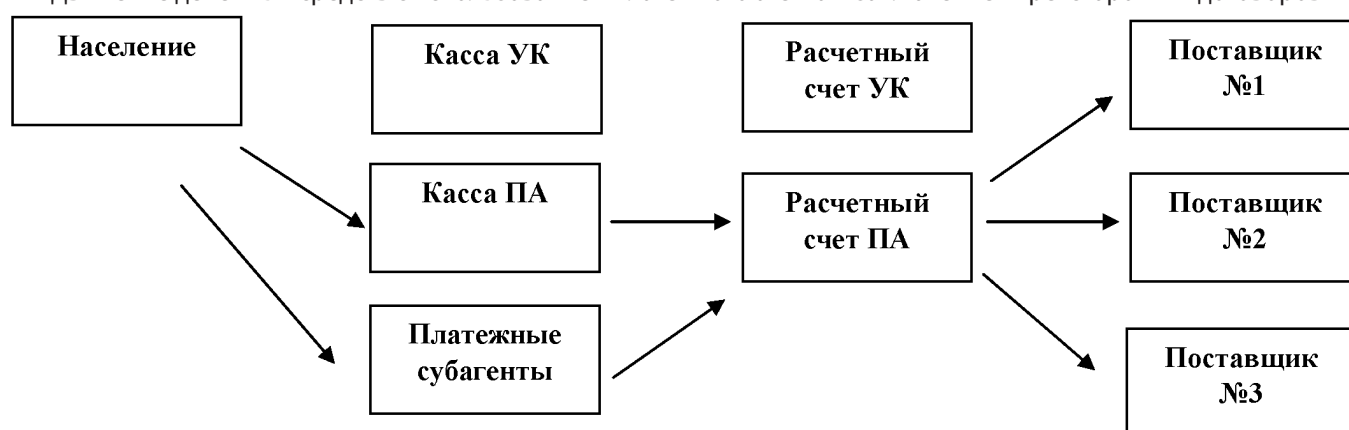 Население
Касса УК
Расчетный
счет УК
Поставщик
№1
Касса ПА
Расчетный
счет ПА
Поставщик
№2
Платежные
субагенты
Поставщик
№3